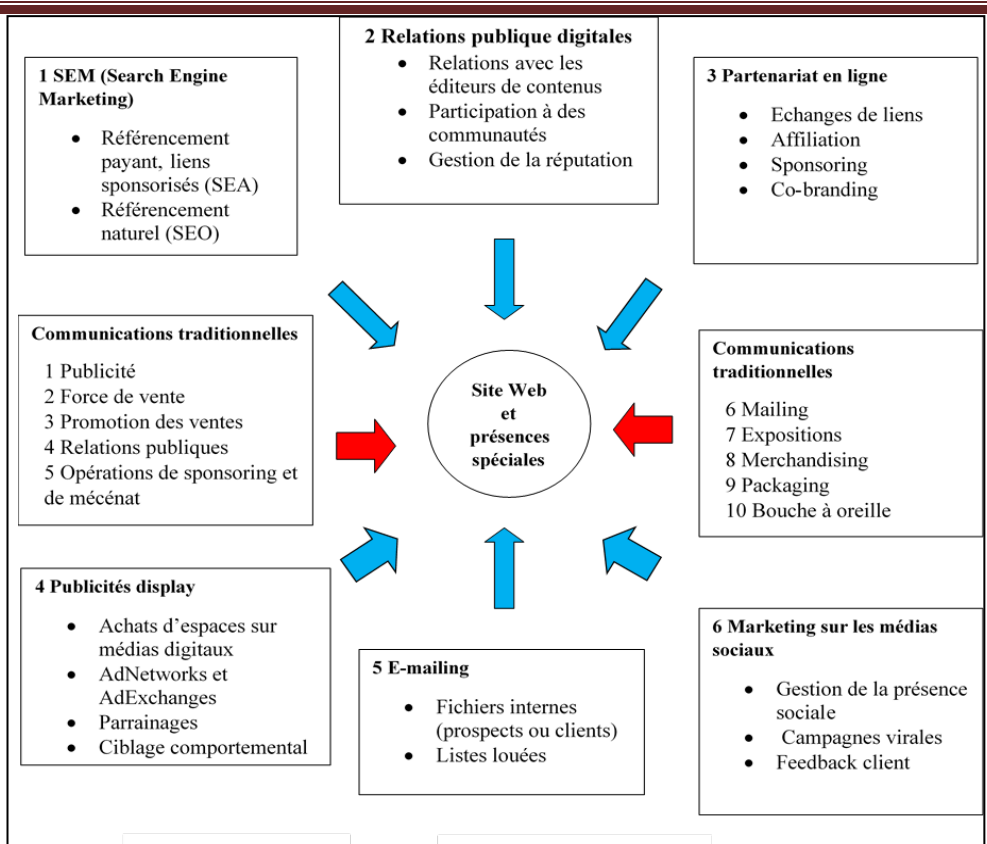 1 SEM (Search Engine
Marketing)
• Référencement
payant, liens
sponsorisés (SEA)
• Référencement
naturel (SEO)
2 Relations publique digitales
• Relations avec les
éditeurs de contenus
• Participation à des
communautés
• Gestion de la réputation
3 Partenariat en ligne
• Echanges de liens
• Affiliation
• Sponsoring
• Co-branding
Communications traditionnelles
1 Publicité
2 Force de vente
3 Promotion des ventes
4 Relations publiques
5 Opérations de sponsoring et
de mécénat
Site Web
et
présences
spéciales
Communications
traditionnelles
6 Mailing
7 Expositions
8 Merchandising
9 Packaging
10 Bouche à oreille
4 Publicités display
• Achats d’espaces sur
médias digitaux
• AdNetworks et
AdExchanges
• Parrainages
• Ciblage comportemental
5 E-mailing
• Fichiers internes
(prospects ou clients)
• Listes louées
6 Marketing sur les médias
sociaux
• Gestion de la présence
sociale
• Campagnes virales
• Feedback client